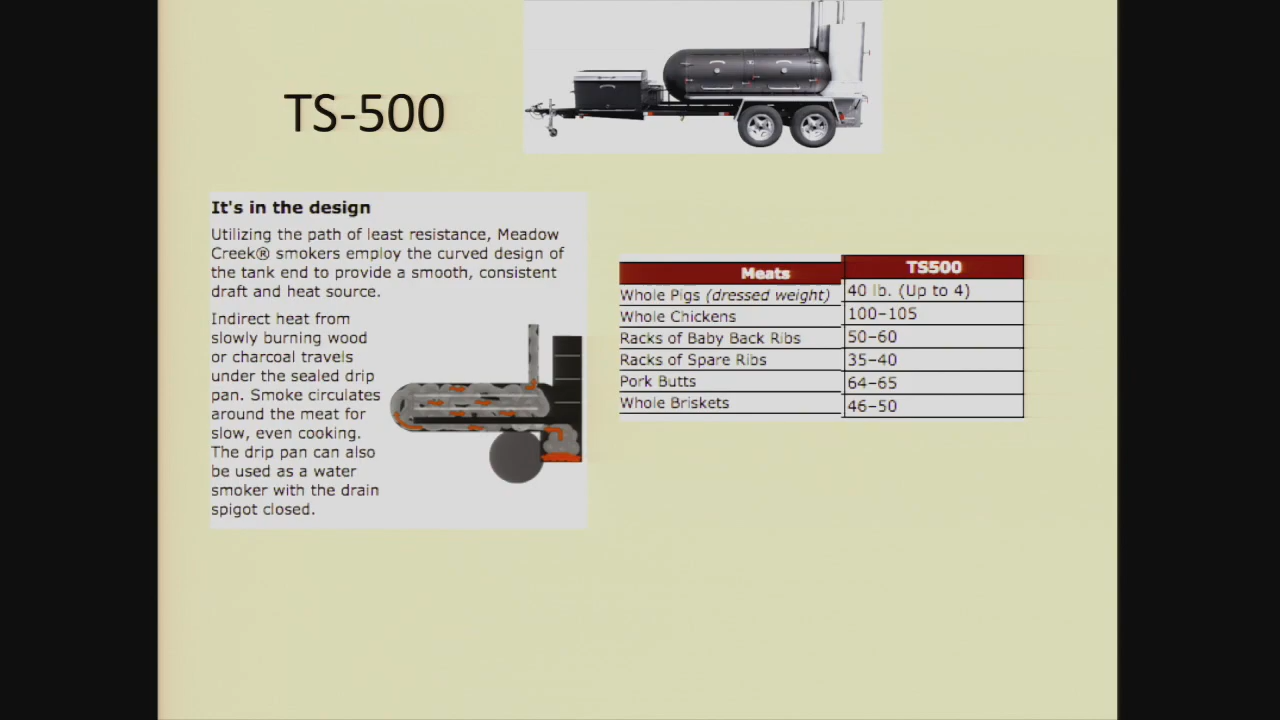 TS-500
It's in the design
Utilizing the path of least resistance, Meadow
Creek® smokers employ the curved design of
the tank end to provide a smooth, consistent
draft and heat source.
Indirect heat from
slowly burning wood
or charcoal travels
under the sealed drip
pan. Smoke circulates
around the meat for
slow, even cooking.
The drip pan can also
be used as a water
smoker with the drain
spigot closed.
Meats TS500
Whole Pigs (dressed weight) 40 lb. (Up to 4)
Whole Chickens 100–105
Racks of Baby Back Ribs 50–60
Racks of Spare Ribs 35–40
Pork Butts 64–65
Whole Briskets 46–50